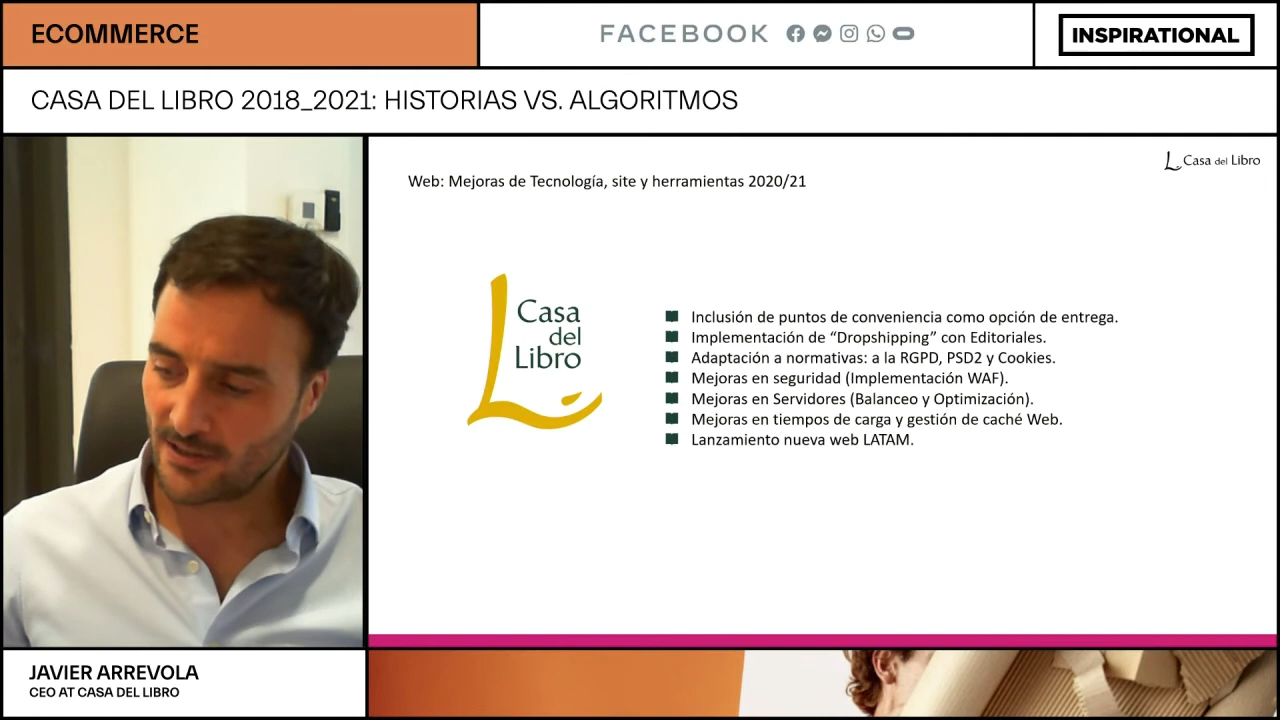 ECOMMERCE
FACEBOOK
INSPIRATIONAL
CASA DEL LIBRO 2018_2021: HISTORIAS VS. ALGORITMOS
Casa del Libro
Web: Mejoras de Tecnología, site y herramientas 2020/21
Casa
del
Libro
Inclusión de puntos de conveniencia como opción de entrega.
Implementación de “Dropshipping” con Editoriales.
Adaptación a normativas: a la RGPD, PSD2 y Cookies.
Mejoras en seguridad (Implementación WAF).
Mejoras en Servidores (Balanceo y Optimización).
Mejoras en tiempos de carga y gestión de caché Web.
Lanzamiento nueva web LATAM.
JAVIER ARREVOLA
CEO AT CASA DEL LIBRO